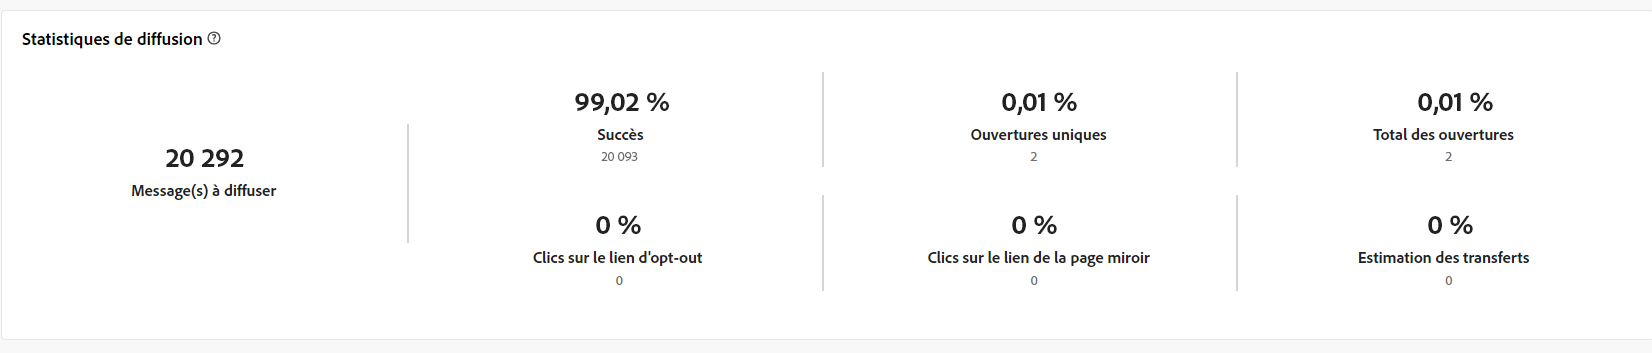 Statistiques de diffusion
20 292
Message(s) à diffuser
99,02 %
Succès
20 093
0,01 %
Ouvertures uniques
2
0,01 %
Total des ouvertures
2
0 %
Clics sur le lien d'opt-out
0
0 %
Clics sur le lien de la page miroir
0
0 %
Estimation des transferts
0